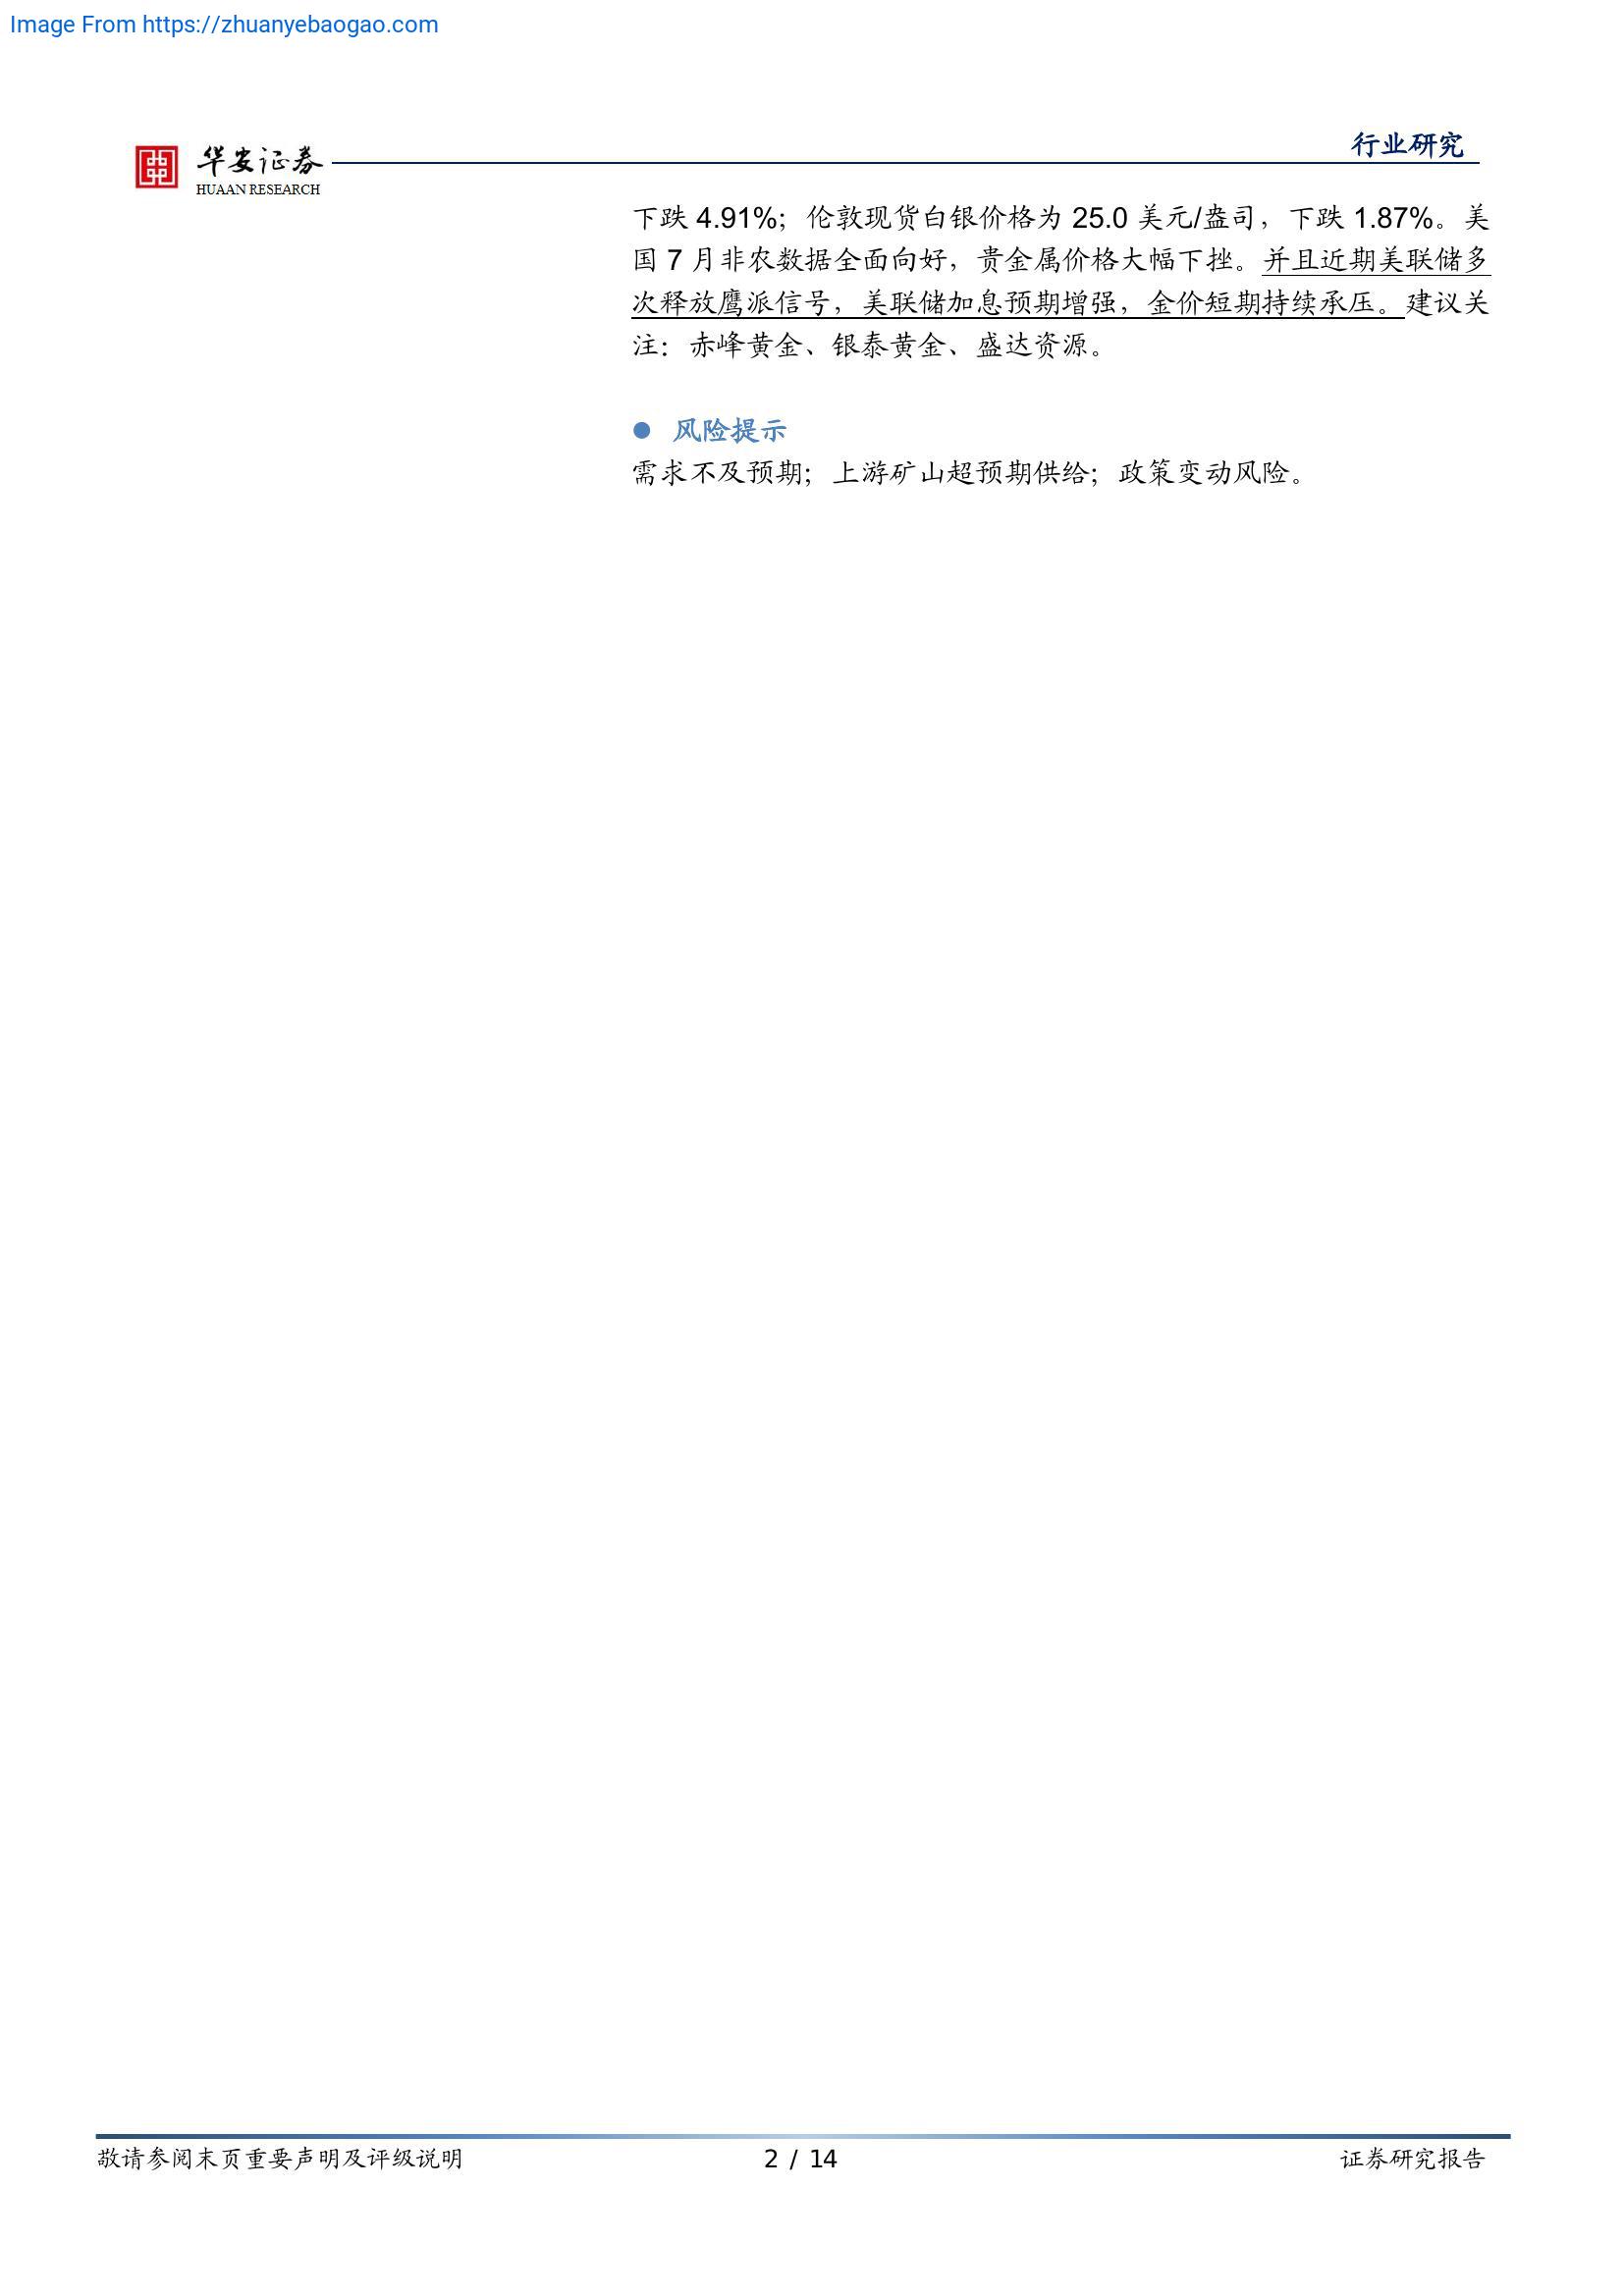 Image From https://zhuanyebaogao.com
行业研究
华安证券
HUAAN RESEARCH
下跌 4.91%；伦敦现货白银价格为 25.0 美元/盎司，下跌 1.87%。美
国 7 月非农数据全面向好，贵金属价格大幅下挫。并且近期美联储多
次释放鹰派信号，美联储加息预期增强，金价短期持续承压。建议关
注：赤峰黄金、银泰黄金、盛达资源。
● 风险提示
需求不及预期；上游矿山超预期供给；政策变动风险。
敬请参阅末页重要声明及评级说明 2 / 14 证券研究报告